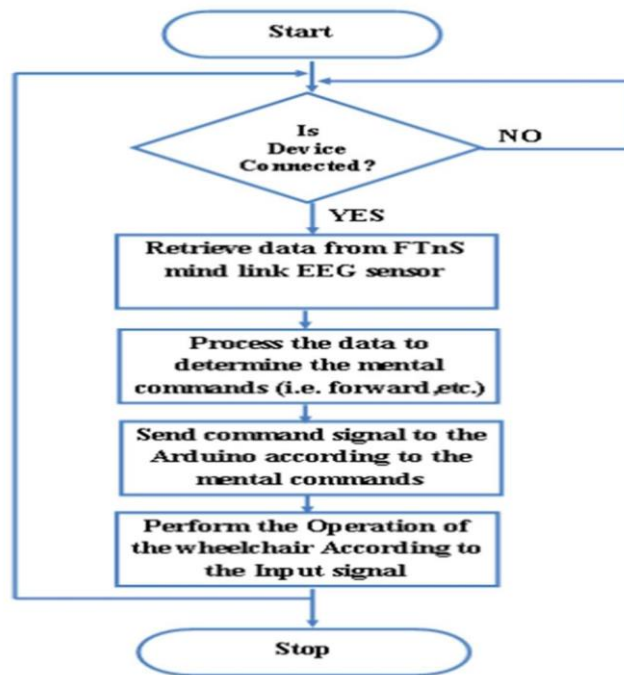 Start
Is
Device
Connected?
NO
YES
Retrieve data from FTnS
mind link EEG sensor
Process the data to
determine the mental
commands (i.e. forward,etc.)
Send command signal to the
Arduino according to the
mental commands
Perform the Operation of
the wheelchair According to
the Input signal
Stop